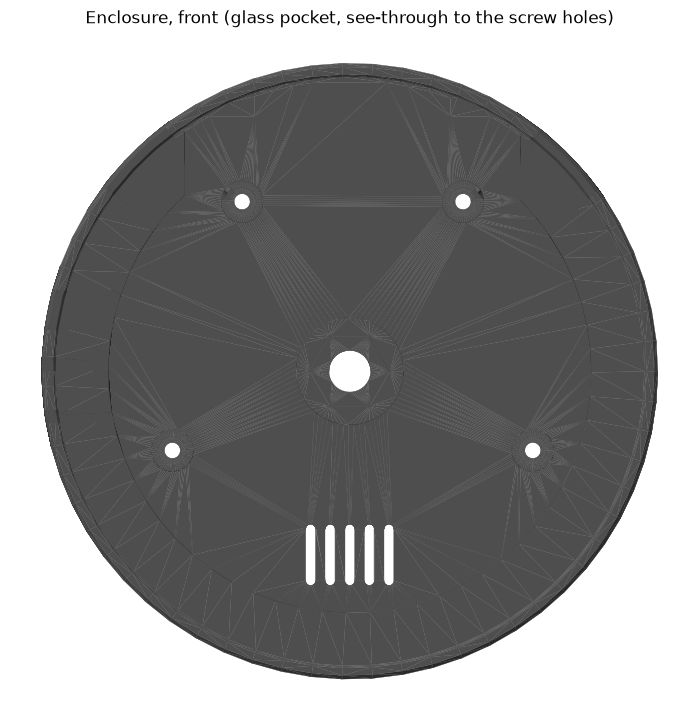 Enclosure, front (glass pocket, see-through to the screw holes)